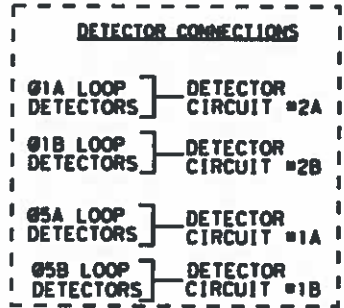 DETECTOR CONNECTIONS
Ø1A LOOP DETECTOR
DETECTORS CIRCUIT #2A
Ø1B LOOP DETECTOR
DETECTORS CIRCUIT #2B
Ø5A LOOP DETECTOR
DETECTORS CIRCUIT #1A
Ø5B LOOP DETECTOR
DETECTORS CIRCUIT #1B